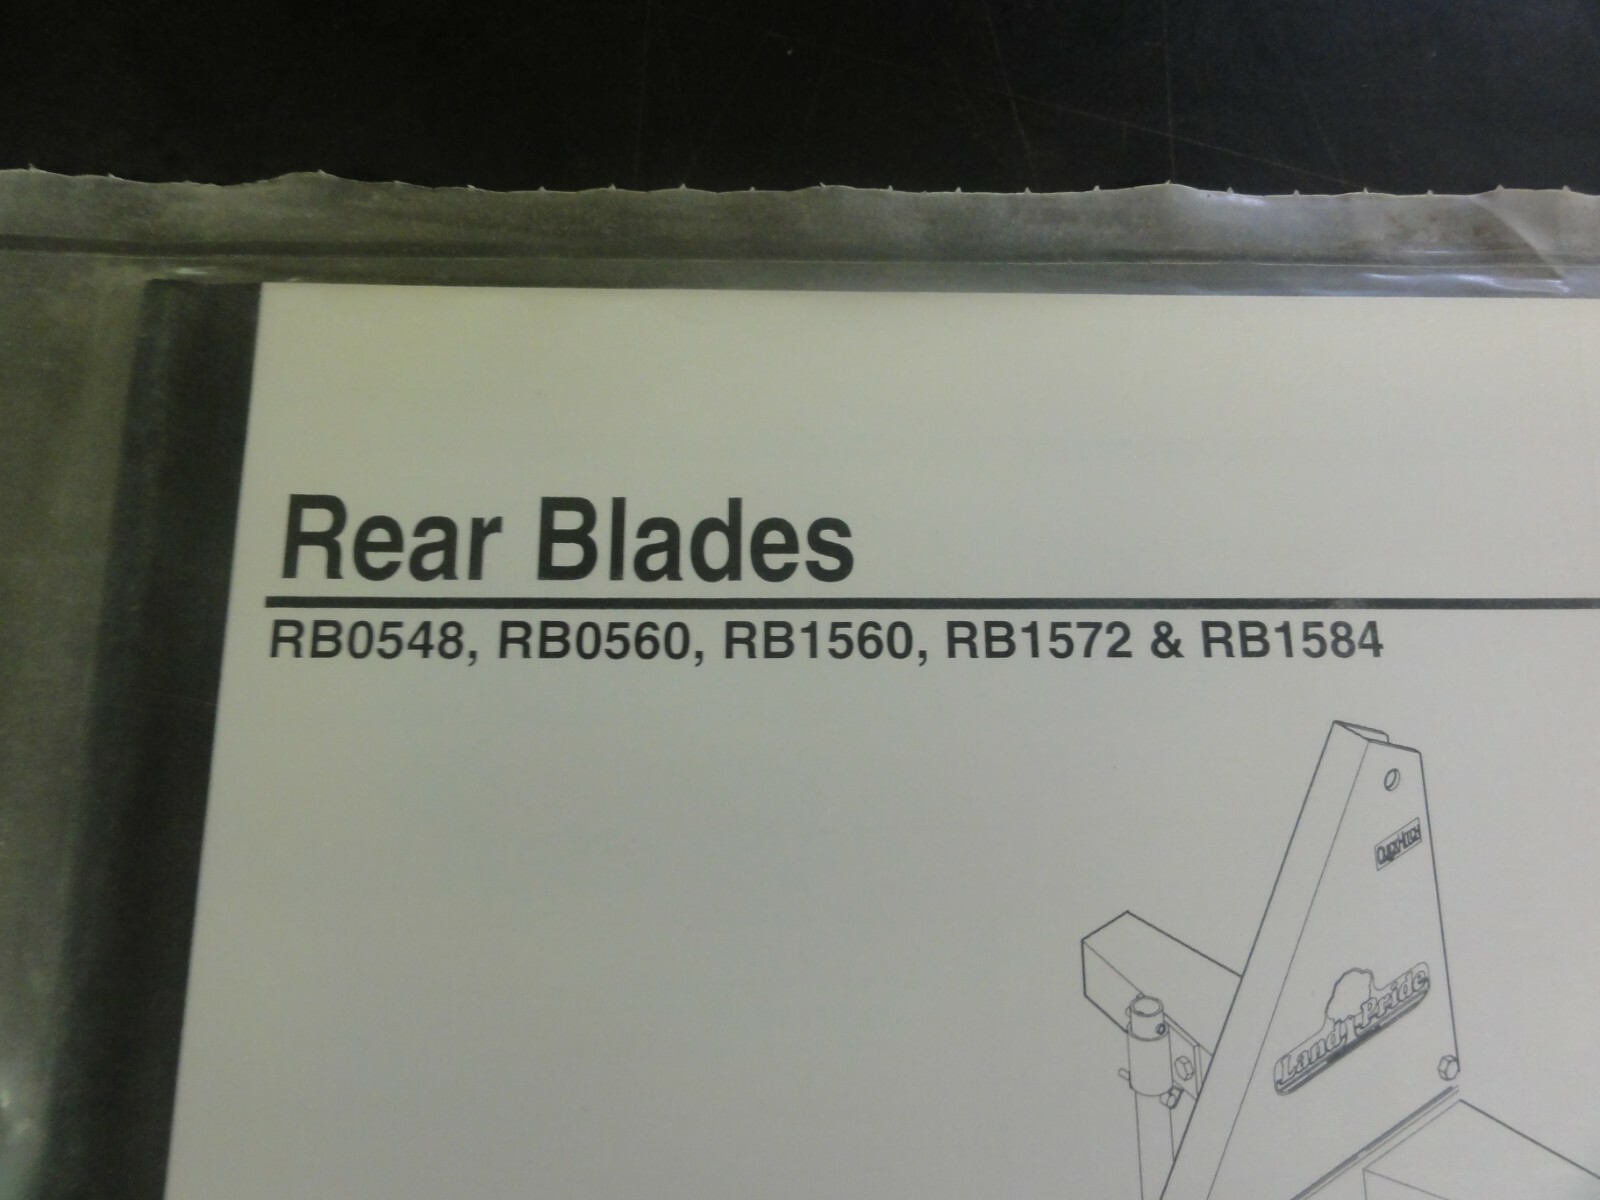 Rear Blades
RB0548, RB0560, RB1560, RB1572 & RB1584
Land Pride